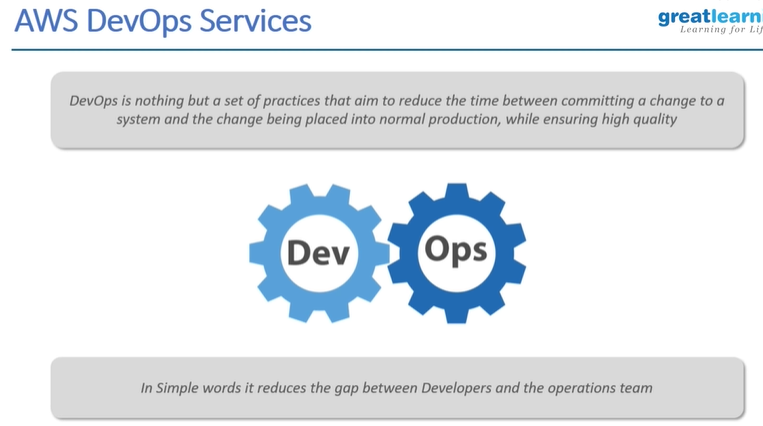 AWS DevOps Services
greatlearni
Learning for Lif
DevOps is nothing but a set of practices that aim to reduce the time between committing a change to a
system and the change being placed into normal production, while ensuring high quality
Dev
Ops
In Simple words it reduces the gap between Developers and the operations team